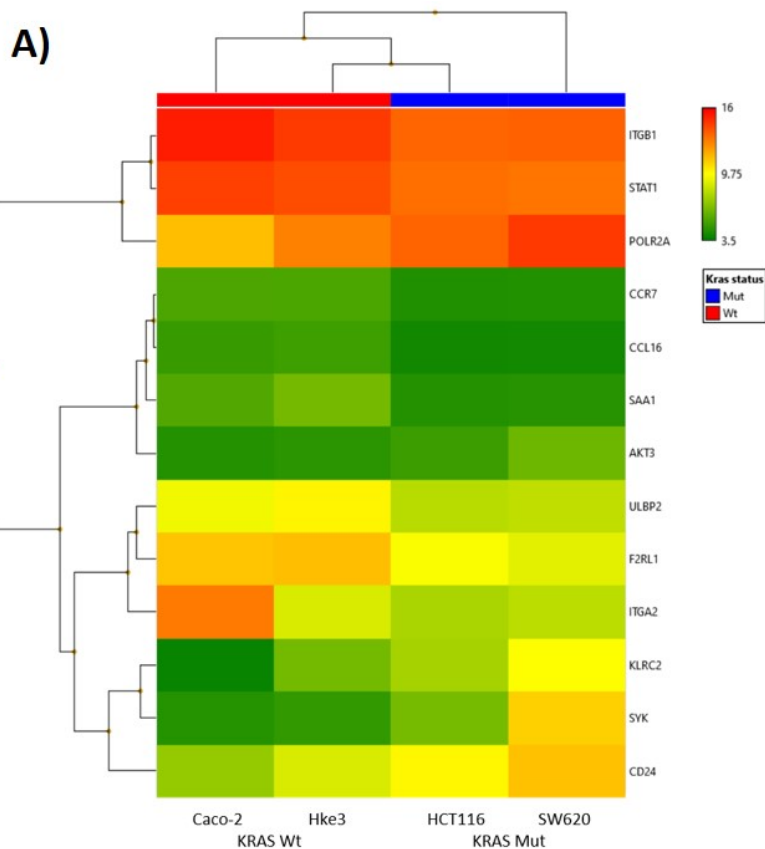 A)
16
9.75
3.5
Kras status
Mut
Wt
ITGB1
STAT1
POLR2A
CCR7
CCL16
SAA1
AKT3
ULBP2
F2RL1
ITGA2
KLRC2
SYK
CD24
Caco-2 Hke3 HCT116 SW620
KRAS Wt KRAS Mut